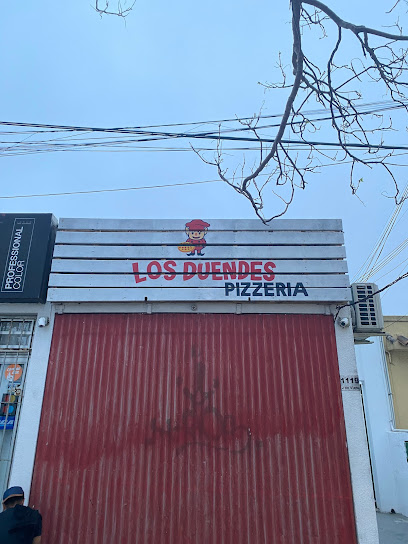 PROFESSIONAL
COLOR
LOS DUENDES
PIZZERIA
1119